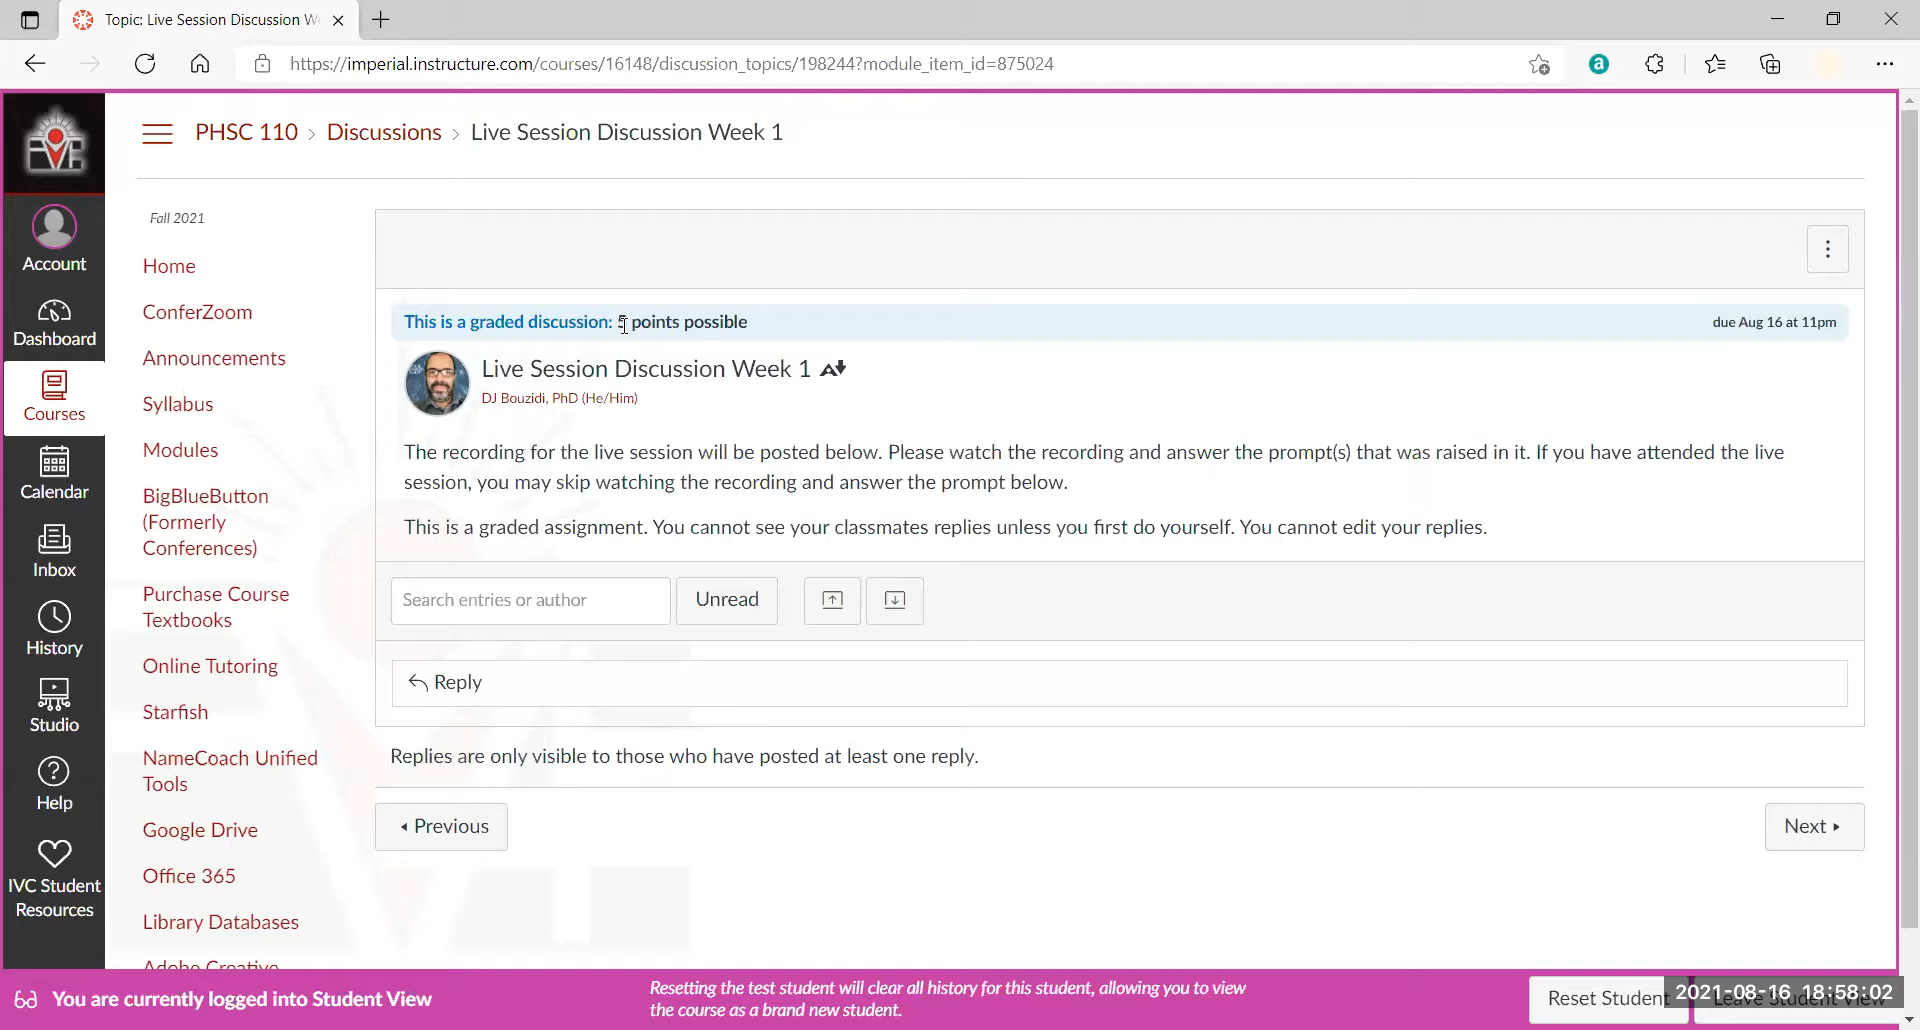 Topic: Live Session Discussion W
https://imperial.instructure.com/courses/16148/discussion_topics/198244?module_item_id=875024
PHSC 110 › Discussions › Live Session Discussion Week 1
Account
Dashboard
Courses
Calendar
Inbox
History
Studio
Help
IVC Student
Resources
Fall 2021
Home
ConferZoom
Announcements
Syllabus
Modules
BigBlueButton
(Formerly
Conferences)
Purchase Course
Textbooks
Online Tutoring
Starfish
NameCoach Unified
Tools
Google Drive
Office 365
Library Databases
Adobe Creative
This is a graded discussion: 5 points possible
due Aug 16 at 11pm
Live Session Discussion Week 1
DJ Bouzidi, PhD (He/Him)
The recording for the live session will be posted below. Please watch the recording and answer the prompt(s) that was raised in it. If you have attended the live
session, you may skip watching the recording and answer the prompt below.
This is a graded assignment. You cannot see your classmates replies unless you first do yourself. You cannot edit your replies.
Search entries or author
Unread
Reply
Replies are only visible to those who have posted at least one reply.
Previous
Next
You are currently logged into Student View
Resetting the test student will clear all history for this student, allowing you to view
the course as a brand new student.
Reset Student
Leave Student View
2021-08-16 18:58:02